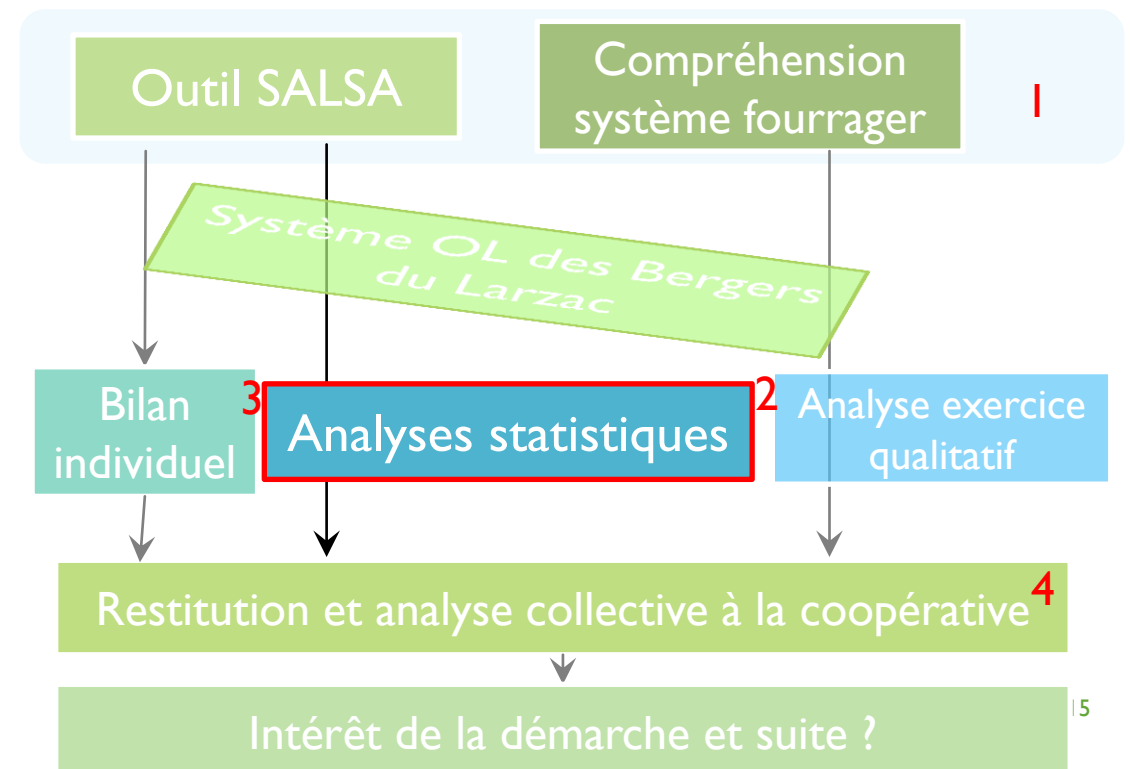 Outil SALSA
Compréhension
système fourrager
1
Système OL des Bergers
du Larzac
Bilan
individuel
3
Analyses statistiques
2
Analyse exercice
qualitatif
Restitution et analyse collective à la coopérative
4
Intérêt de la démarche et suite ?
15